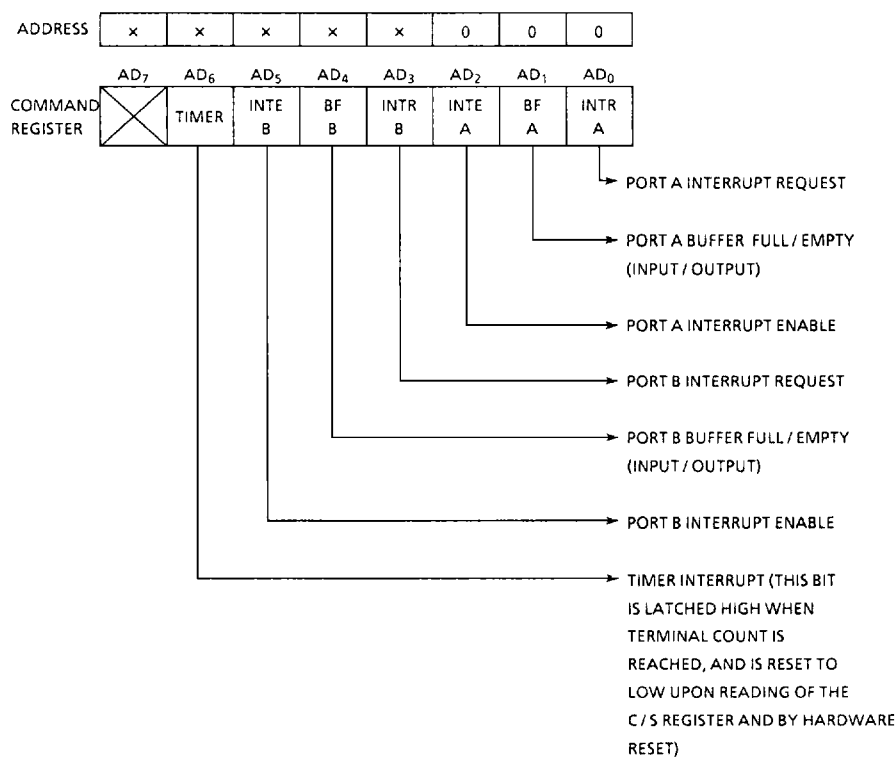 ADDRESS × × × × × 0 0 0
AD7 AD6 AD5 AD4 AD3 AD2 AD1 AD0
COMMAND REGISTER
TIMER
INTE B
BF B
INTR B
INTE A
BF A
INTR A
PORT A INTERRUPT REQUEST
PORT A BUFFER FULL / EMPTY
(INPUT / OUTPUT)
PORT A INTERRUPT ENABLE
PORT B INTERRUPT REQUEST
PORT B BUFFER FULL / EMPTY
(INPUT / OUTPUT)
PORT B INTERRUPT ENABLE
TIMER INTERRUPT (THIS BIT
IS LATCHED HIGH WHEN
TERMINAL COUNT IS
REACHED, AND IS RESET TO
LOW UPON READING OF THE
C / S REGISTER AND BY HARDWARE
RESET)